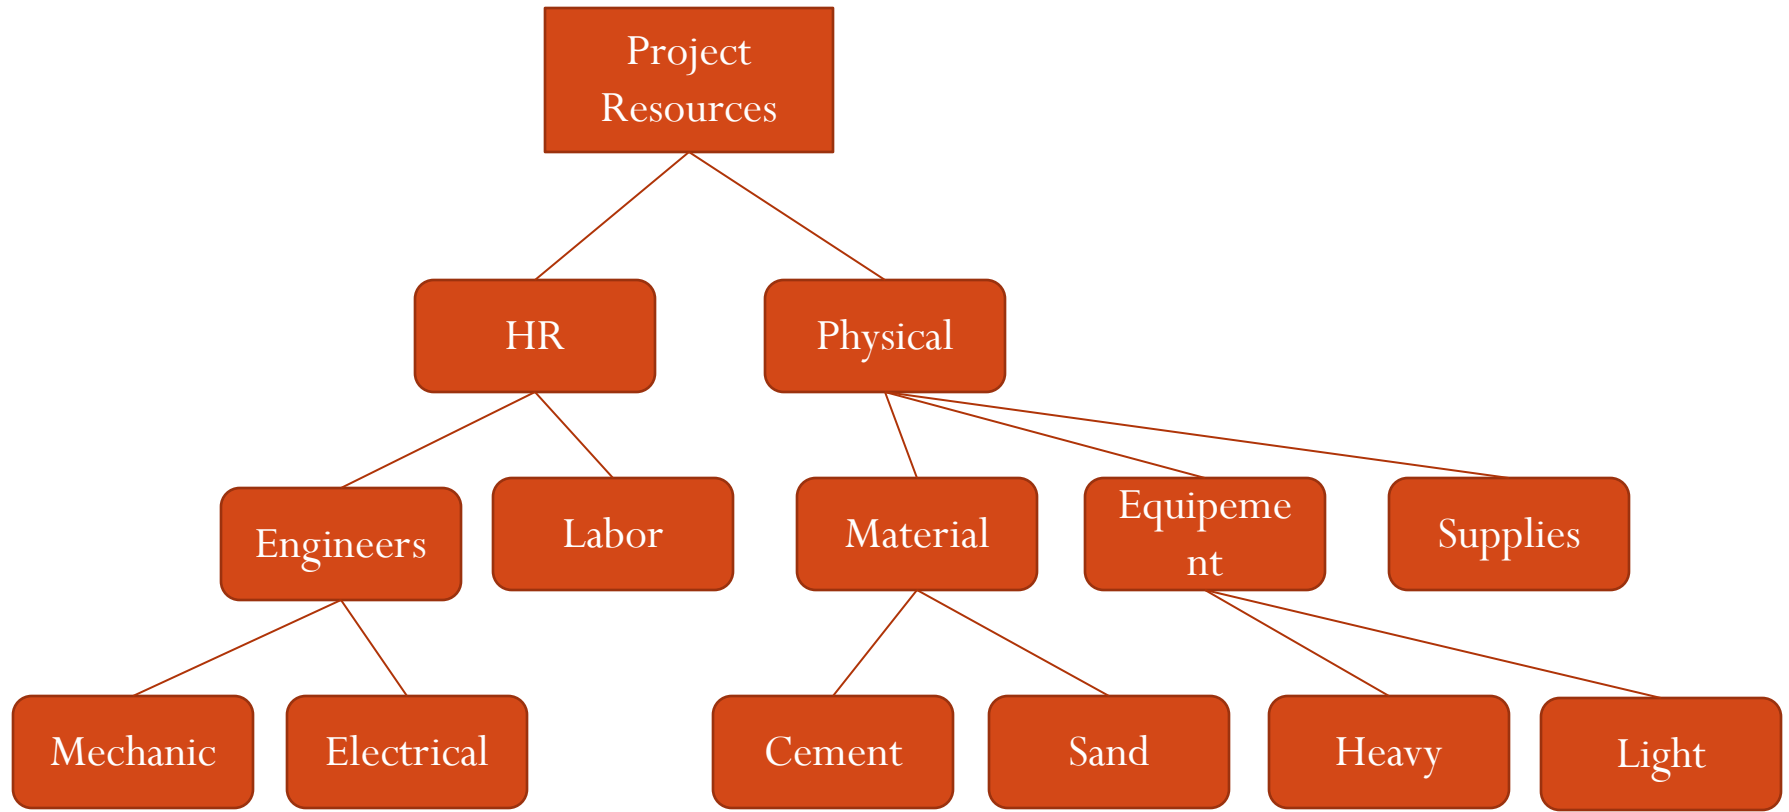 Project
Resources
HR
Physical
Engineers
Labor
Material
Equipeme
nt
Supplies
Mechanic
Electrical
Cement
Sand
Heavy
Light